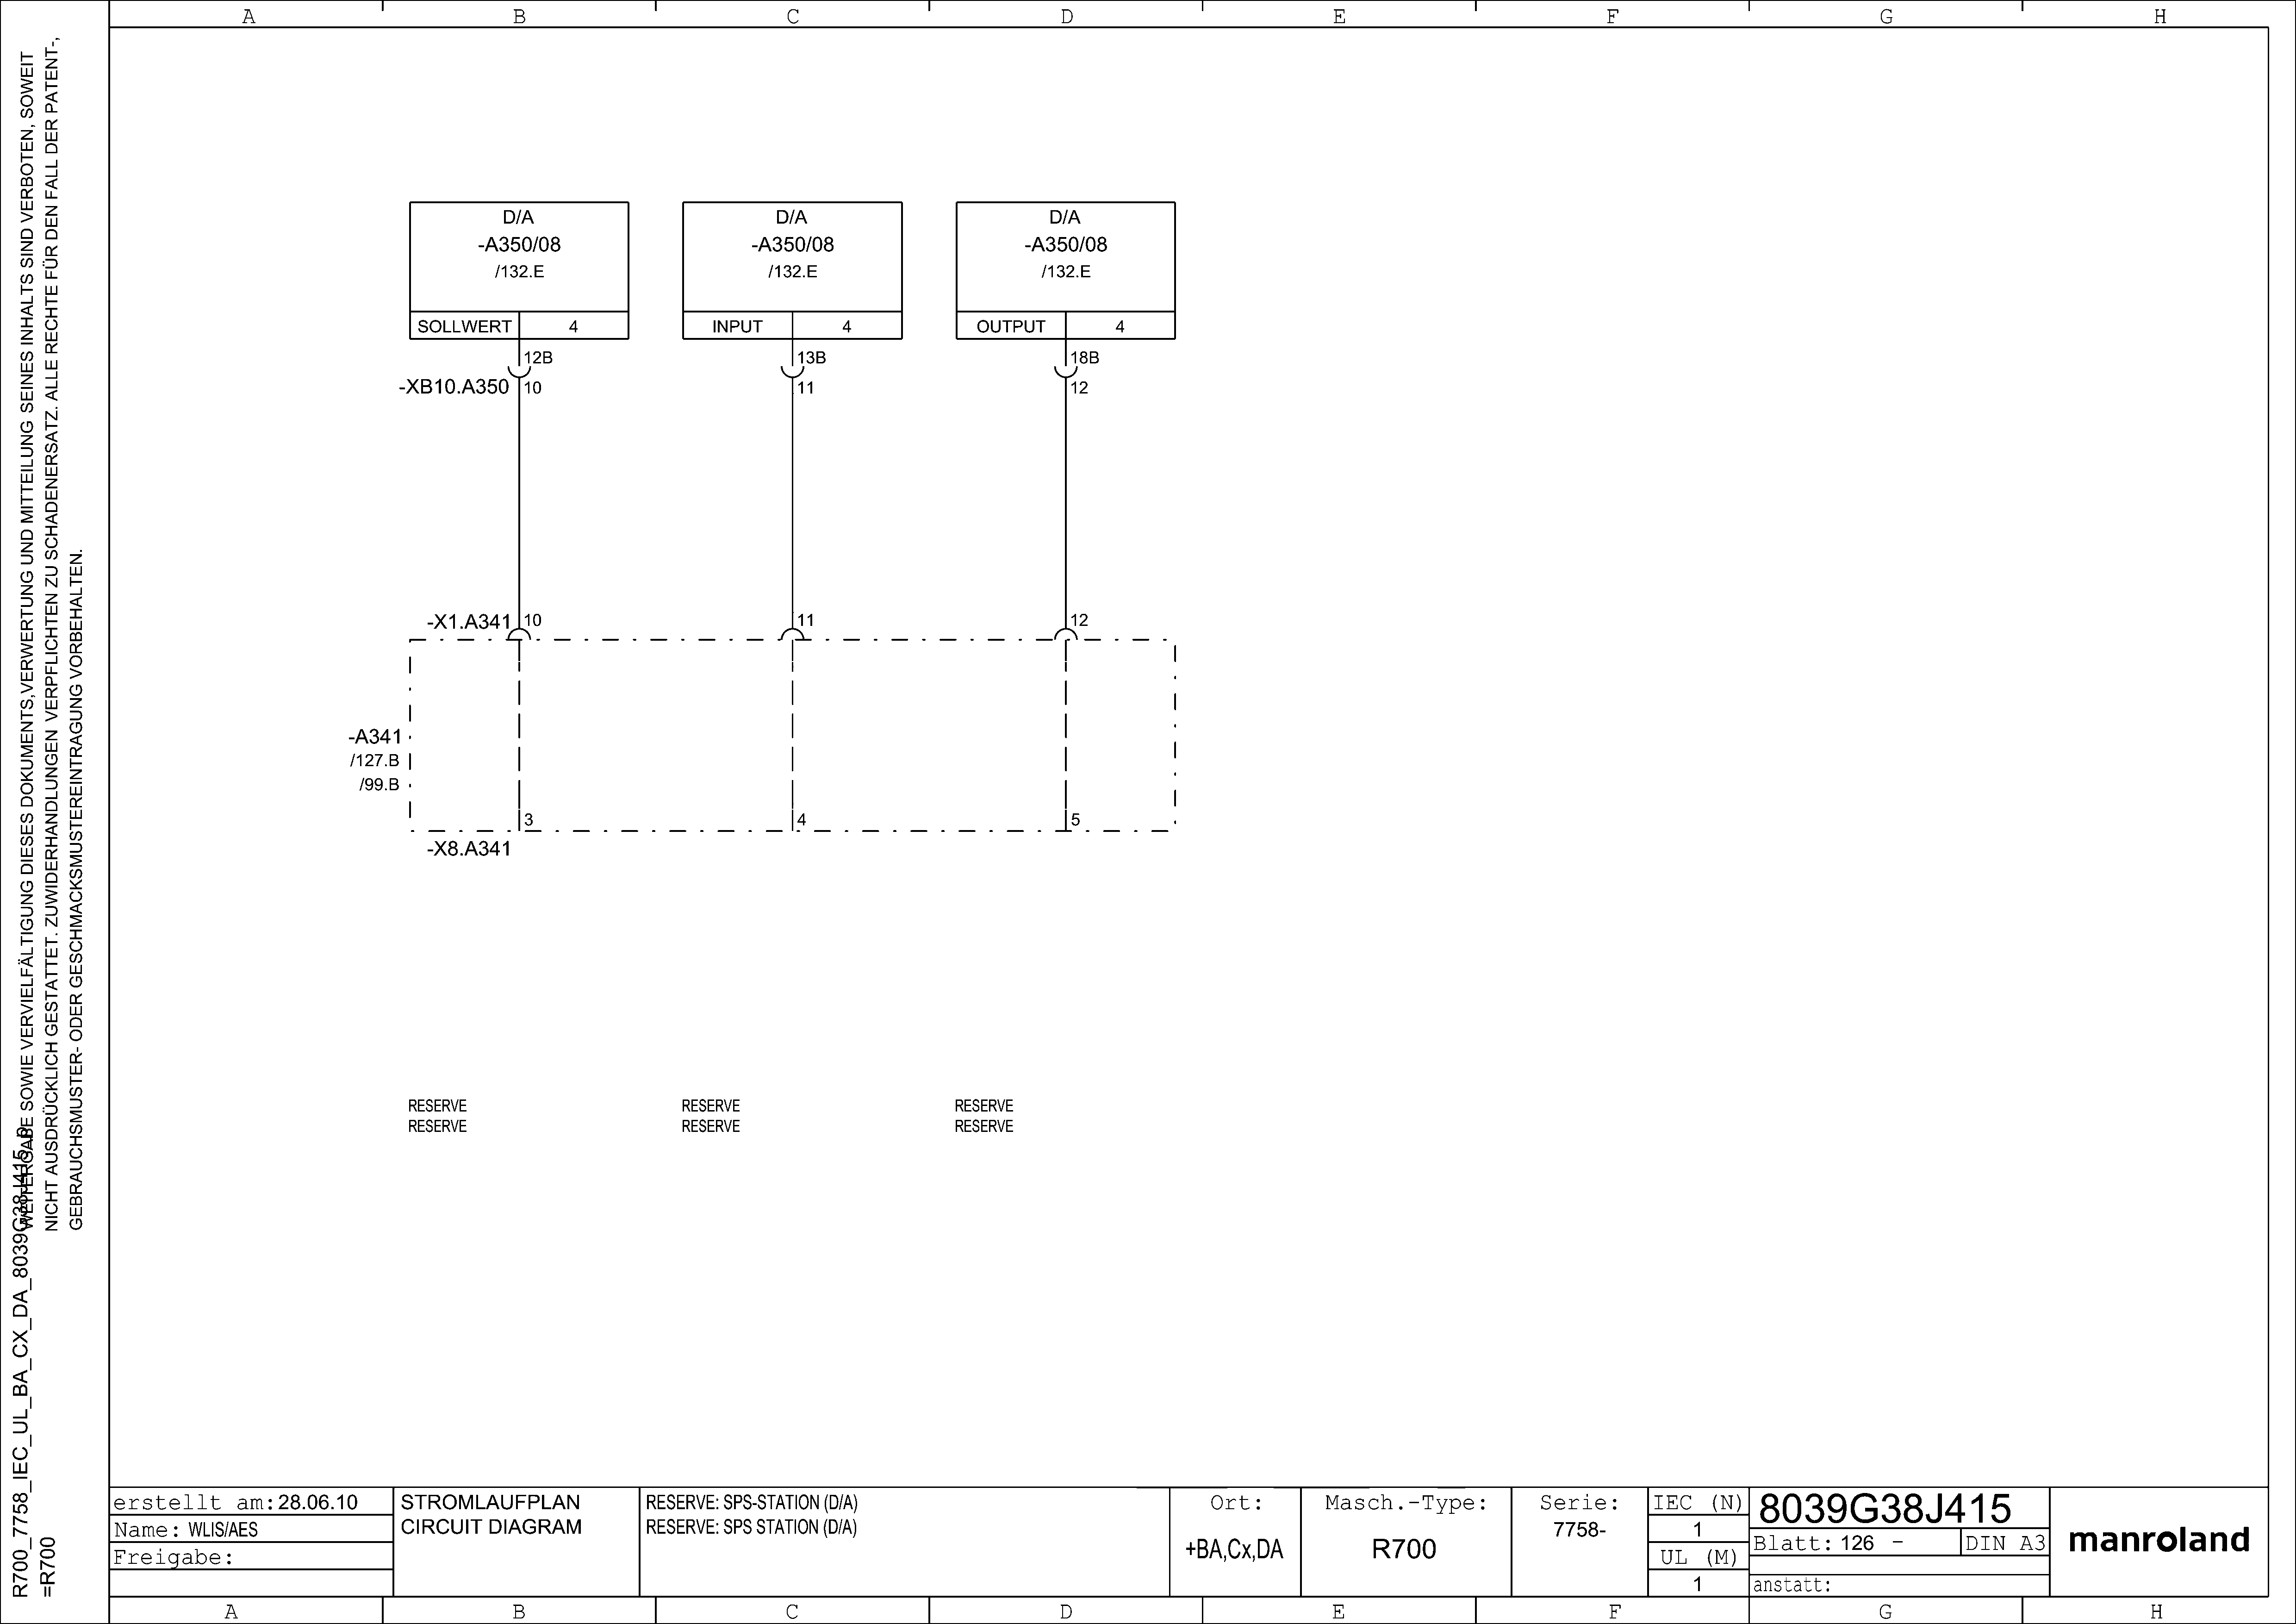 A B C D E F G H
WEITERGABE SOWIE VERVIELFÄLTIGUNG DIESES DOKUMENTS,VERWERTUNG UND MITTEILUNG SEINES INHALTS SIND VERBOTEN, SOWEIT
NICHT AUSDRÜCKLICH GESTATTET. ZUWIDERHANDLUNGEN VERPFLICHTEN ZU SCHADENERSATZ. ALLE RECHTE FÜR DEN FALL DER PATENT-,
GEBRAUCHSMUSTER- ODER GESCHMACKSMUSTEREINTRAGUNG VORBEHALTEN.
R700_7758_IEC_UL_BA_CX_DA_8039G38J415_P
=R700
D/A D/A D/A
-A350/08 -A350/08 -A350/08
/132.E /132.E /132.E
SOLLWERT 4 INPUT 4 OUTPUT 4
12B 13B 18B
-XB10.A350 10 11 12
-X1.A341 10 11 12
-A341
/127.B
/99.B
3 4 5
-X8.A341
RESERVE RESERVE RESERVE
RESERVE RESERVE RESERVE
erstellt am: 28.06.10
Name: WLIS/AES
Freigabe:
STROMLAUFPLAN
CIRCUIT DIAGRAM
RESERVE: SPS-STATION (D/A)
RESERVE: SPS STATION (D/A)
Ort:
+BA,Cx,DA
Masch.-Type:
R700
Serie:
7758-
IEC (N)
1
UL (M)
1
8039G38J415
Blatt: 126 - DIN A3
anstatt:
manroland
A B C D E F G H